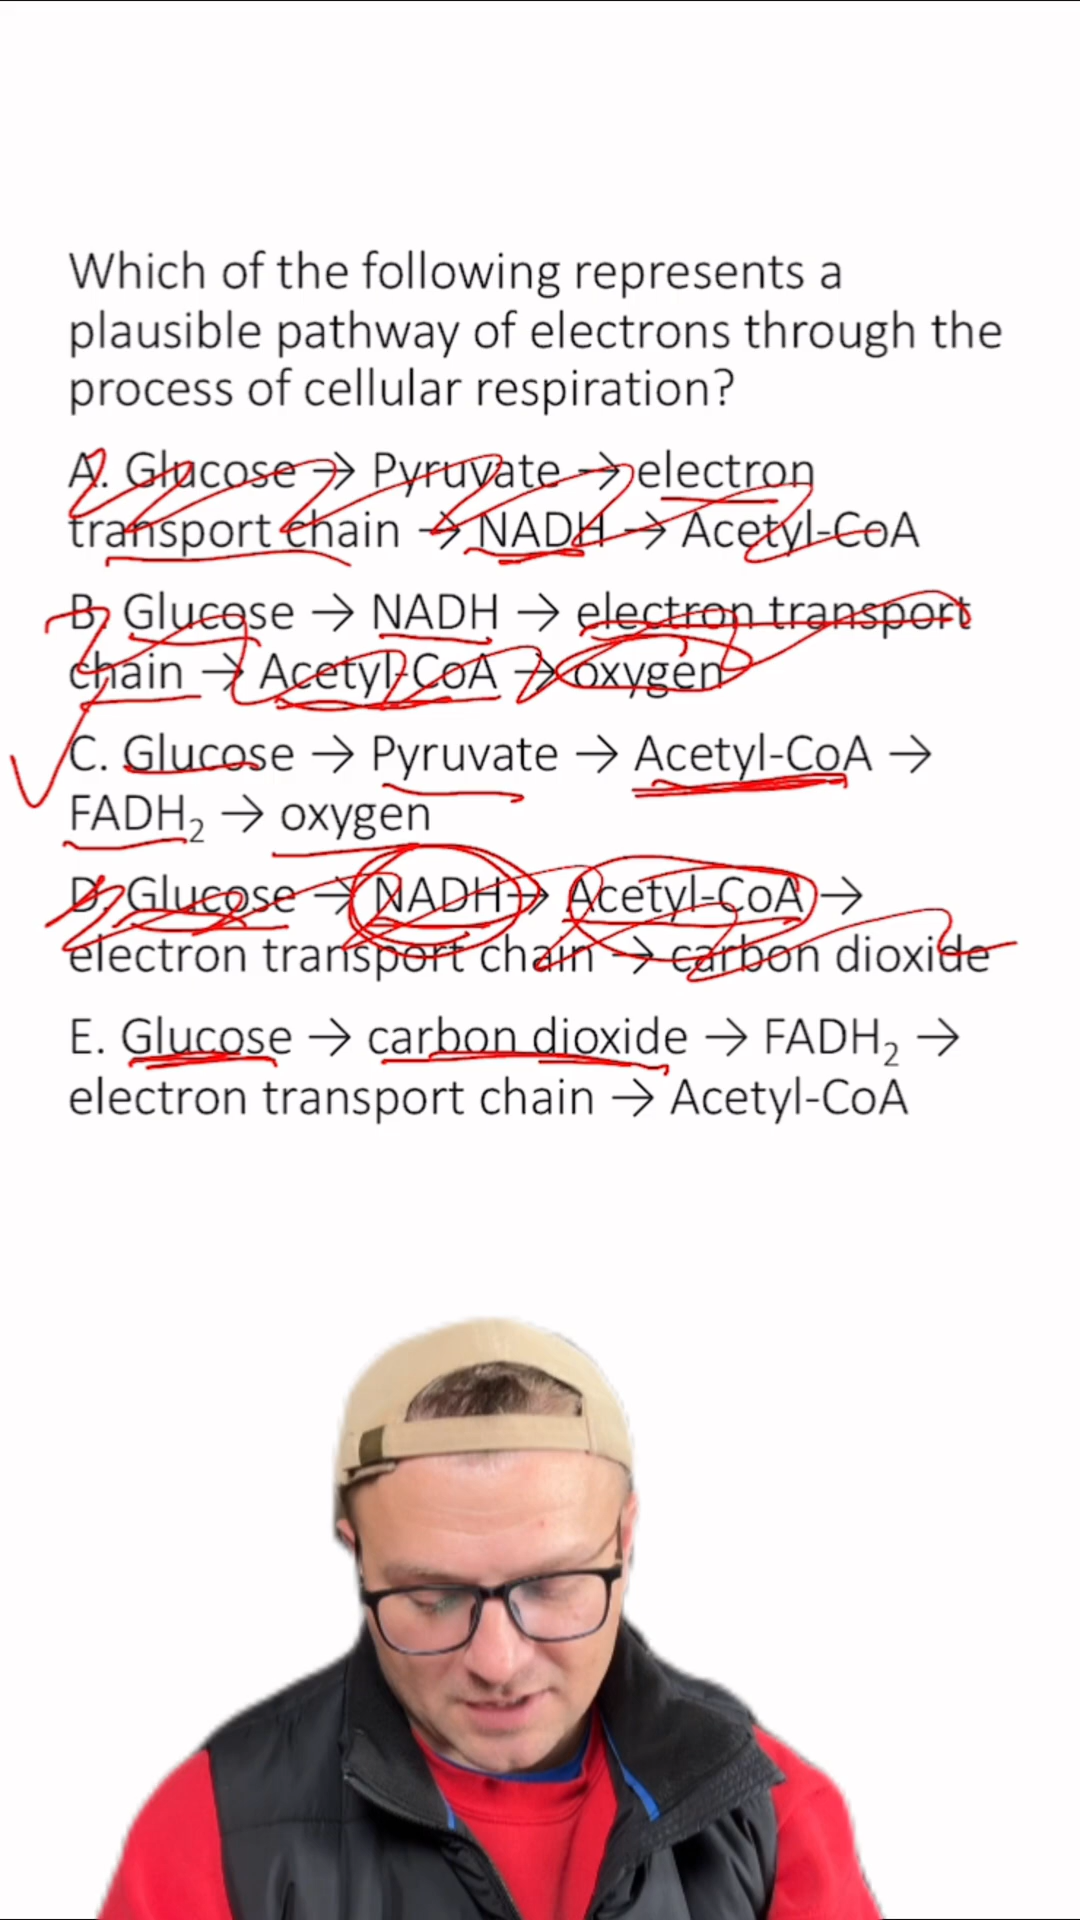 Which of the following represents a
plausible pathway of electrons through the
process of cellular respiration?
A. Glucose → Pyruvate → electron
transport chain → NADH → Acetyl-CoA
B. Glucose → NADH → electron transport
chain → Acetyl-CoA → oxygen
C. Glucose → Pyruvate → Acetyl-CoA →
FADH₂ → oxygen
D. Glucose → NADH → Acetyl-CoA →
electron transport chain → carbon dioxide
E. Glucose → carbon dioxide → FADH₂ →
electron transport chain → Acetyl-CoA